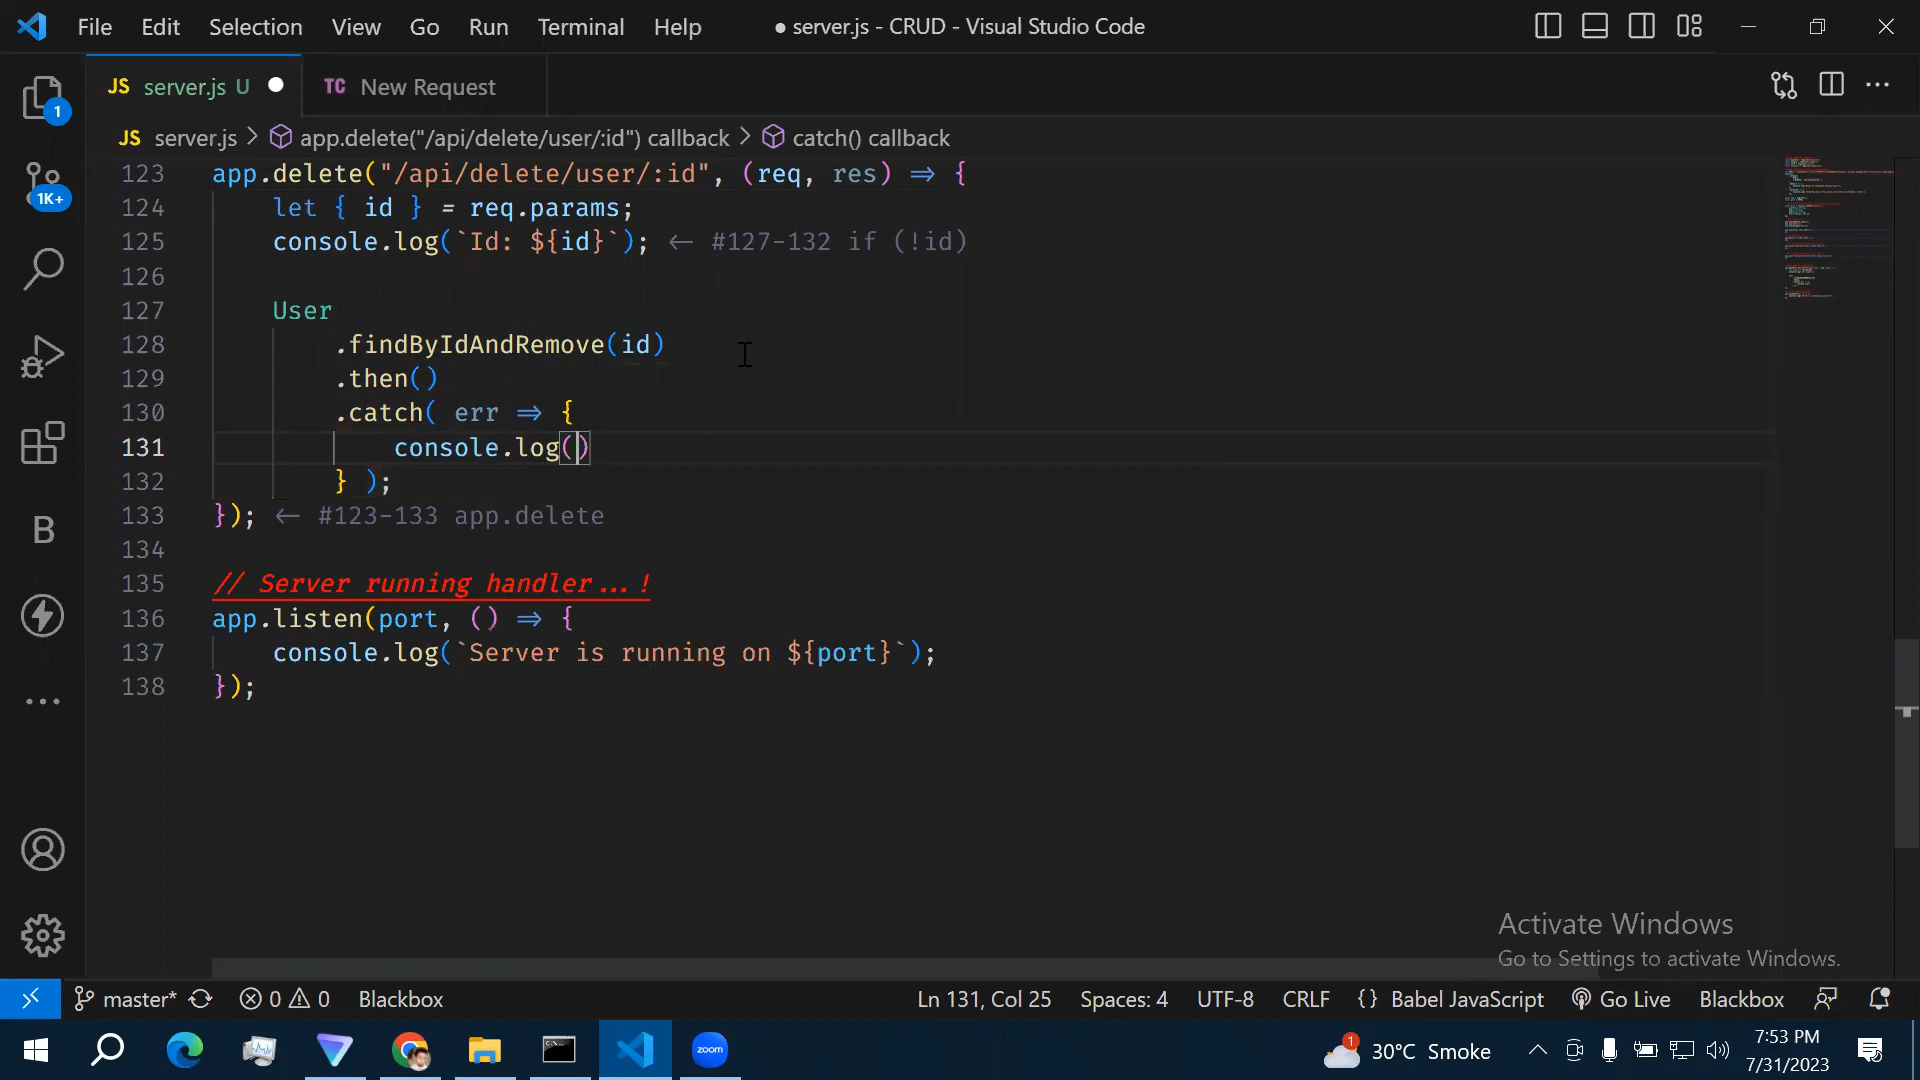 File Edit Selection View Go Run Terminal Help ● server.js - CRUD - Visual Studio Code
JS server.js U ● TC New Request
1
JS server.js > app.delete("/api/delete/user/:id") callback > catch() callback
123 app.delete("/api/delete/user/:id", (req, res) => {
124 let { id } = req.params;
125 console.log(`Id: ${id}`); <- #127-132 if (!id)
1K+
126
127 User
128 .findByIdAndRemove(id)
129 .then()
130 .catch( err => {
131 console.log()
132 } );
133 }); <- #123-133 app.delete
B
134
135 // Server running handler...!
136 app.listen(port, () => {
137 console.log(`Server is running on ${port}`);
138 });
Activate Windows
Go to Settings to activate Windows.
master* 0 0 Blackbox Ln 131, Col 25 Spaces: 4 UTF-8 CRLF {} Babel JavaScript Go Live Blackbox
zoom 1 30°C Smoke 7:53 PM
7/31/2023